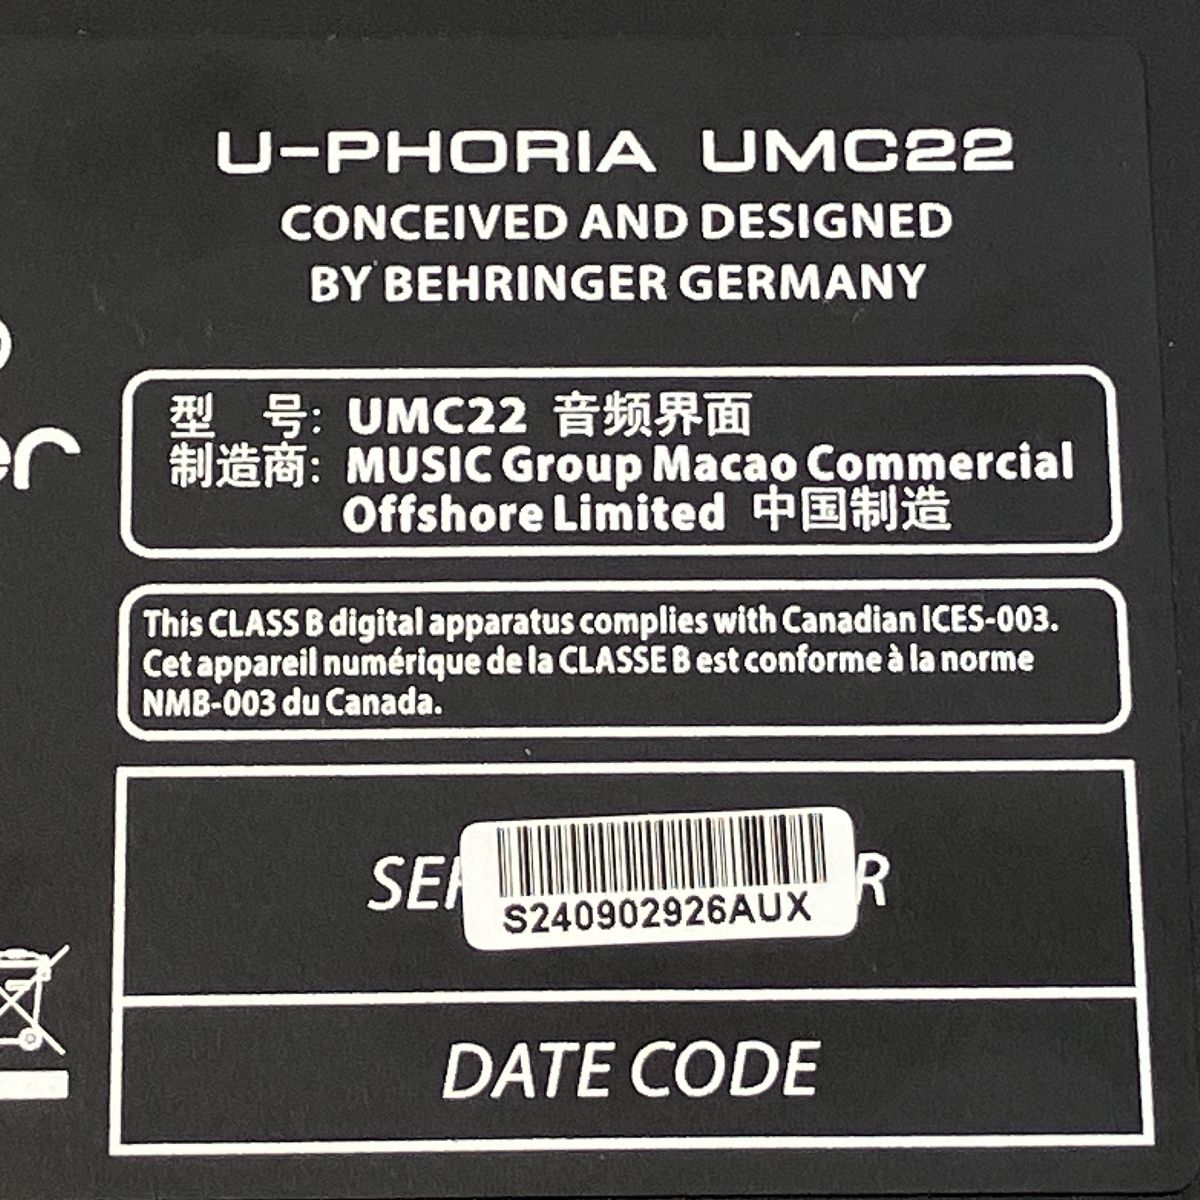 U-PHORIA UMC22
CONCEIVED AND DESIGNED
BY BEHRINGER GERMANY
型 号: UMC22 音频界面
制造商: MUSIC Group Macao Commercial
Offshore Limited 中国制造
This CLASS B digital apparatus complies with Canadian ICES-003.
Cet appareil numérique de la CLASSE B est conforme à la norme
NMB-003 du Canada.
S240902926AUX
DATE CODE